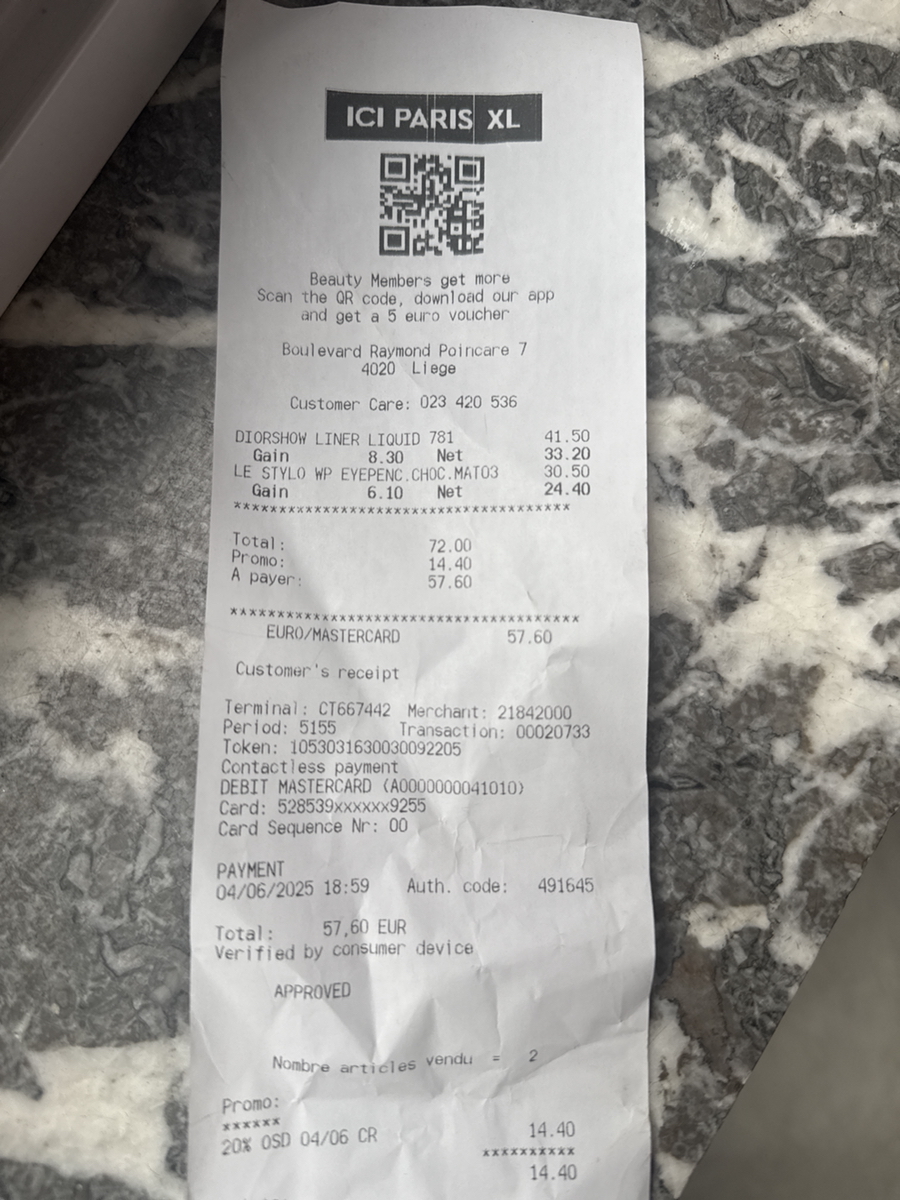 ICI PARIS XL
Beauty Members get more
Scan the QR code, download our app
and get a 5 euro voucher
Boulevard Raymond Poincare 7
4020 Liege
Customer Care: 023 420 536
DIORSHOW LINER LIQUID 781 41.50
Gain 8.30 Net 33.20
LE STYLO WP EYEPENC.CHOC.MAT03 30.50
Gain 6.10 Net 24.40
***********************************
Total: 72.00
Promo: 14.40
A payer: 57.60
************************************
EURO/MASTERCARD 57.60
Customer's receipt
Terminal: CT667442 Merchant: 21842000
Period: 5155 Transaction: 00020733
Token: 1053031630030092205
Contactless payment
DEBIT MASTERCARD (A0000000041010)
Card: 528539xxxxxx9255
Card Sequence Nr: 00
PAYMENT
04/06/2025 18:59 Auth. code: 491645
Total: 57,60 EUR
Verified by consumer device
APPROVED
Nombre articles vendu = 2
Promo:
******
20% OSD 04/06 CR 14.40
**********
14.40